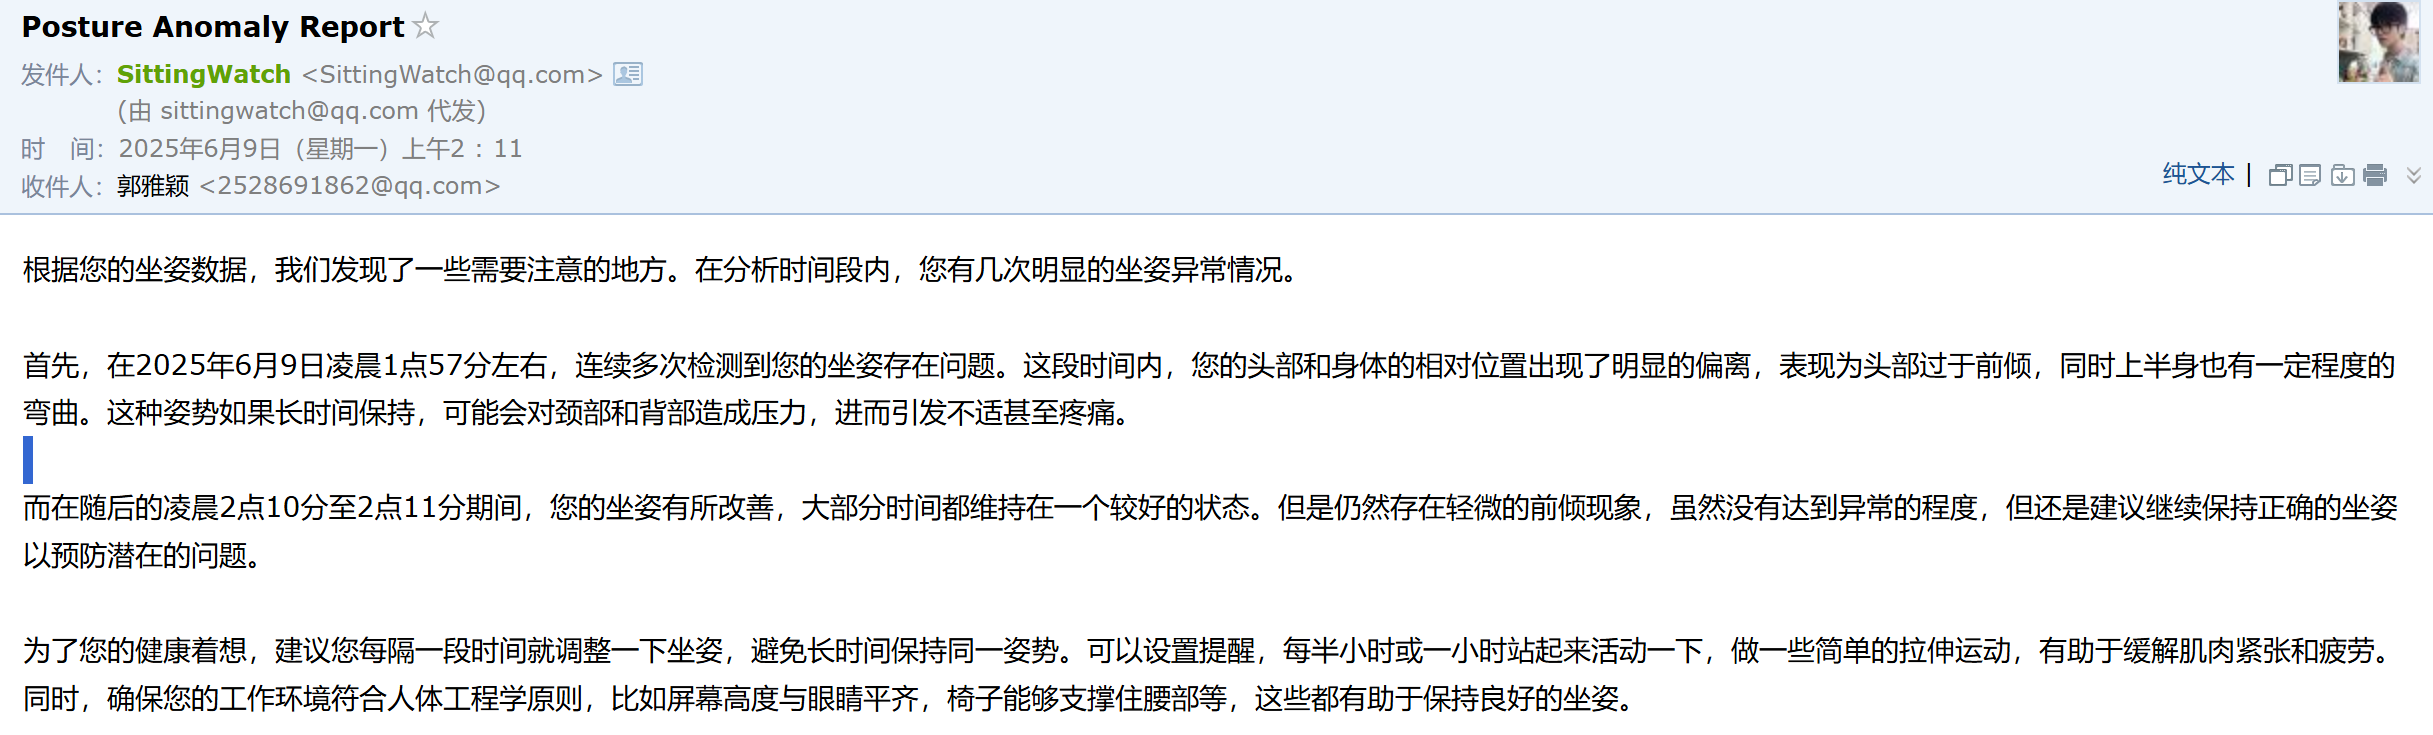 Posture Anomaly Report
发件人：SittingWatch <SittingWatch@qq.com>
(由 sittingwatch@qq.com 代发)
时　间：2025年6月9日（星期一）上午2：11
收件人：郭雅颖 <2528691862@qq.com>
纯文本 |
根据您的坐姿数据，我们发现了一些需要注意的地方。在分析时间段内，您有几次明显的坐姿异常情况。
首先，在2025年6月9日凌晨1点57分左右，连续多次检测到您的坐姿存在问题。这段时间内，您的头部和身体的相对位置出现了明显的偏离，表现为头部过于前倾，同时上半身也有一定程度的
弯曲。这种姿势如果长时间保持，可能会对颈部和背部造成压力，进而引发不适甚至疼痛。
而在随后的凌晨2点10分至2点11分期间，您的坐姿有所改善，大部分时间都维持在一个较好的状态。但是仍然存在轻微的前倾现象，虽然没有达到异常的程度，但还是建议继续保持正确的坐姿
以预防潜在的问题。
为了您的健康着想，建议您每隔一段时间就调整一下坐姿，避免长时间保持同一姿势。可以设置提醒，每半小时或一小时站起来活动一下，做一些简单的拉伸运动，有助于缓解肌肉紧张和疲劳。
同时，确保您的工作环境符合人体工程学原则，比如屏幕高度与眼睛平齐，椅子能够支撑住腰部等，这些都有助于保持良好的坐姿。